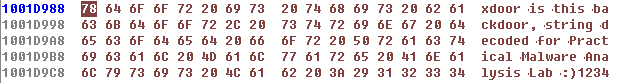 1001D988 78 64 6F 6F 72 20 69 73 20 74 68 69 73 20 62 61 xdoor is this ba
1001D998 63 6B 64 6F 6F 72 2C 20 73 74 72 69 6E 67 20 64 ckdoor, string d
1001D9A8 65 63 6F 64 65 64 20 66 6F 72 20 50 72 61 63 74 ecoded for Pract
1001D9B8 69 63 61 6C 20 4D 61 6C 77 61 72 65 20 41 6E 61 ical Malware Ana
1001D9C8 6C 79 73 69 73 20 4C 61 62 20 3A 29 31 32 33 34 lysis Lab :)1234